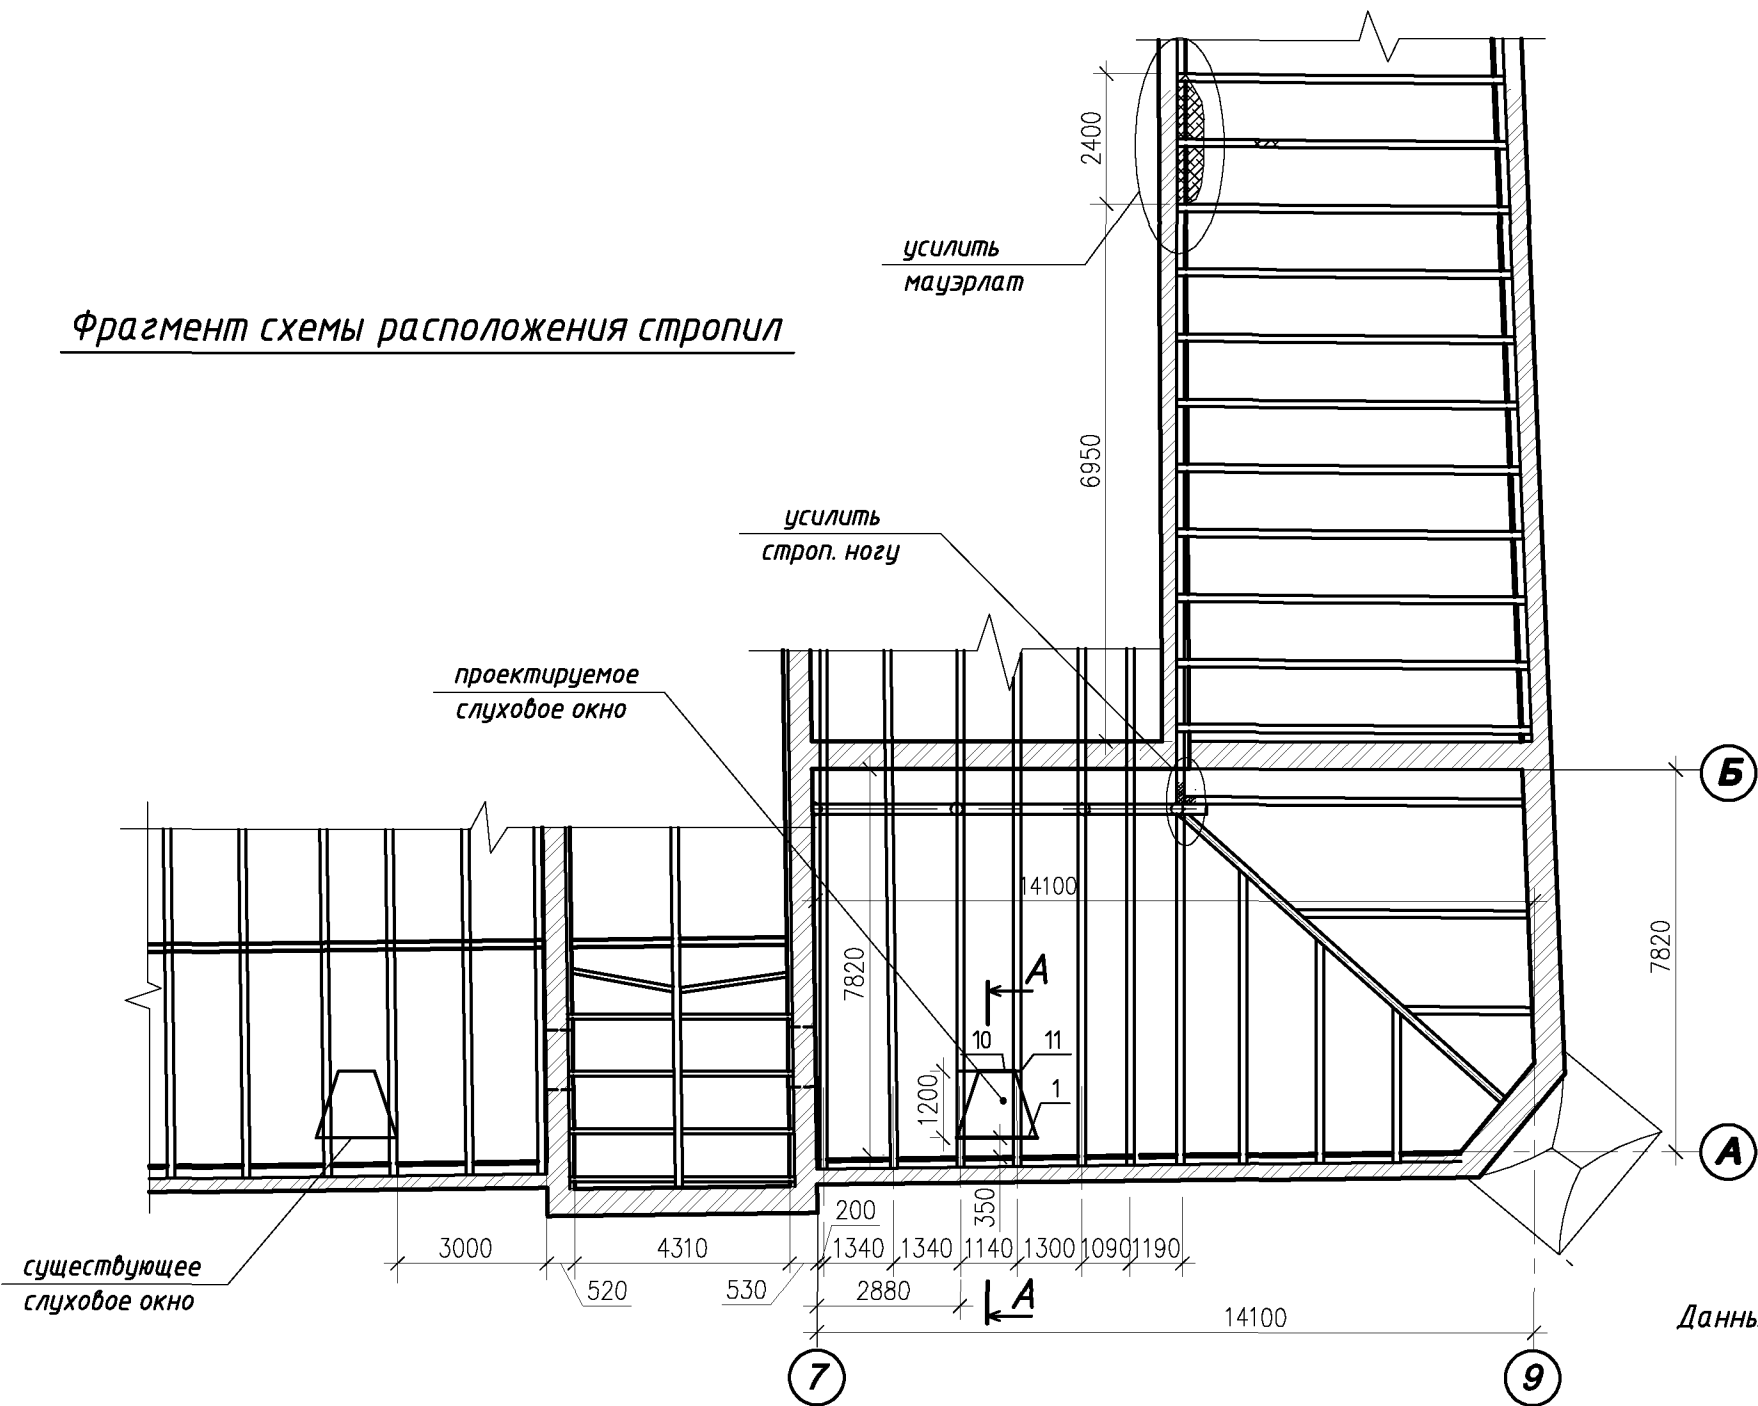 2400
усилить
мауэрлат
Фрагмент схемы расположения стропил
6950
усилить
строп. ногу
проектируемое
слуховое окно
Б
14100
7820
7820
А
10
11
1200
1
А
350
200
3000
4310
1340
1340
1140
1300
1090
1190
существующее
слуховое окно
520
530
2880
А
14100
Данны
7
9